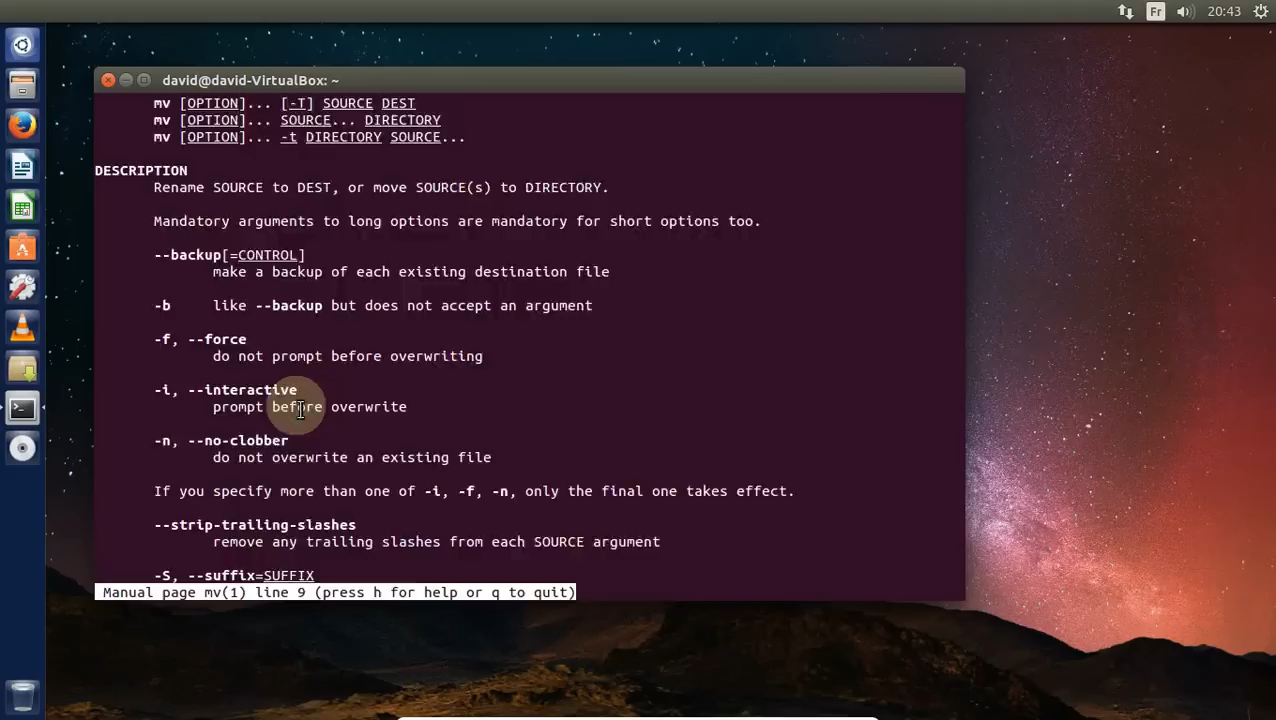 Fr
20:43
david@david-VirtualBox: ~
mv [OPTION]... [-T] SOURCE DEST
mv [OPTION]... SOURCE... DIRECTORY
mv [OPTION]... -t DIRECTORY SOURCE...
DESCRIPTION
Rename SOURCE to DEST, or move SOURCE(s) to DIRECTORY.
Mandatory arguments to long options are mandatory for short options too.
--backup[=CONTROL]
make a backup of each existing destination file
-b like --backup but does not accept an argument
-f, --force
do not prompt before overwriting
-i, --interactive
prompt before overwrite
-n, --no-clobber
do not overwrite an existing file
If you specify more than one of -i, -f, -n, only the final one takes effect.
--strip-trailing-slashes
remove any trailing slashes from each SOURCE argument
-S, --suffix=SUFFIX
Manual page mv(1) line 9 (press h for help or q to quit)